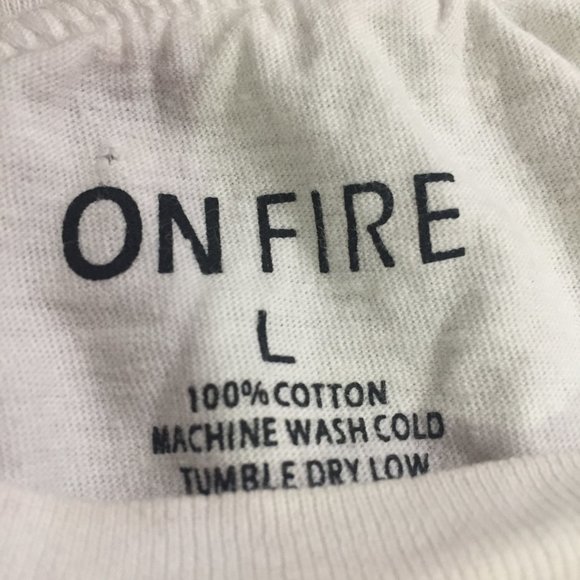 ON FIRE
L
100% COTTON
MACHINE WASH COLD
TUMBLE DRY LOW